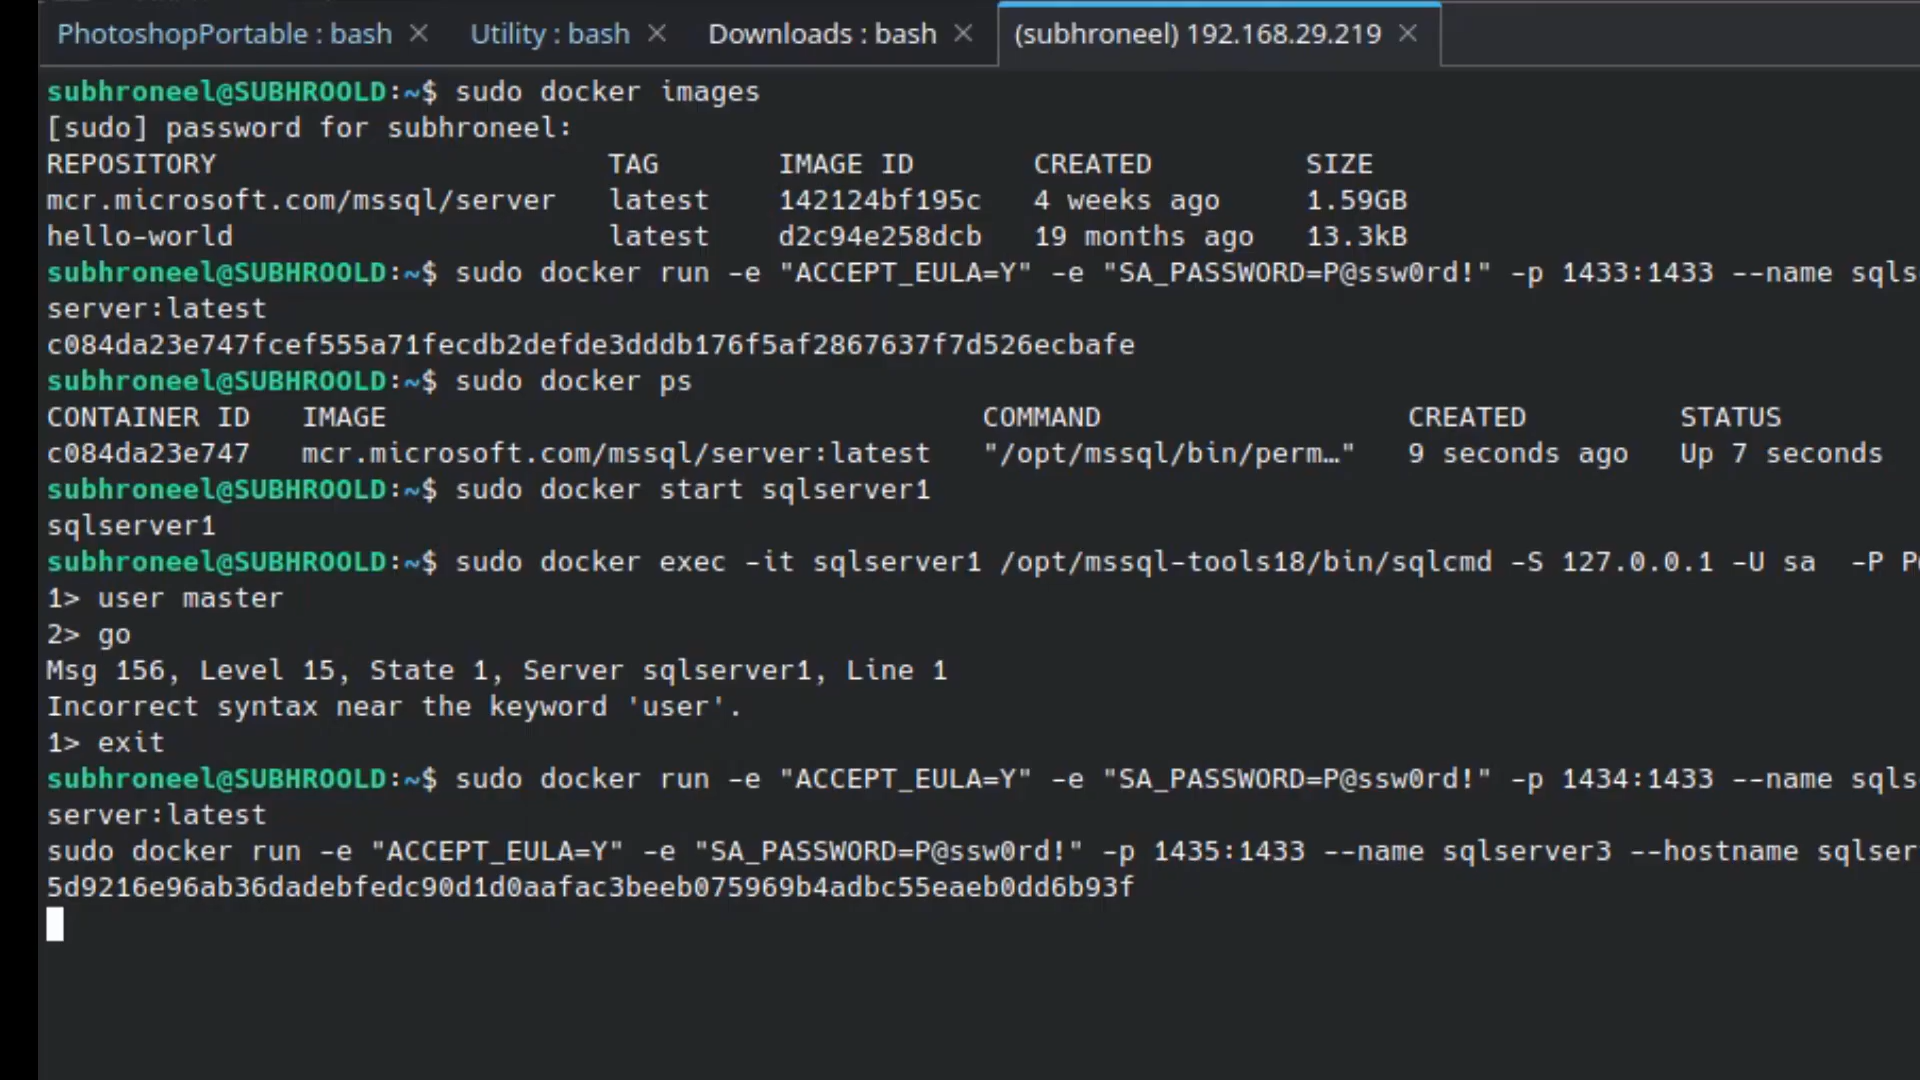 PhotoshopPortable : bash × Utility : bash × Downloads : bash × (subhroneel) 192.168.29.219 ×
subhroneel@SUBHROOLD:~$ sudo docker images
[sudo] password for subhroneel:
REPOSITORY TAG IMAGE ID CREATED SIZE
mcr.microsoft.com/mssql/server latest 142124bf195c 4 weeks ago 1.59GB
hello-world latest d2c94e258dcb 19 months ago 13.3kB
subhroneel@SUBHROOLD:~$ sudo docker run -e "ACCEPT_EULA=Y" -e "SA_PASSWORD=P@ssw0rd!" -p 1433:1433 --name sqls
server:latest
c084da23e747fcef555a71fecdb2defde3dddb176f5af2867637f7d526ecbafe
subhroneel@SUBHROOLD:~$ sudo docker ps
CONTAINER ID IMAGE COMMAND CREATED STATUS
c084da23e747 mcr.microsoft.com/mssql/server:latest "/opt/mssql/bin/perm…" 9 seconds ago Up 7 seconds
subhroneel@SUBHROOLD:~$ sudo docker start sqlserver1
sqlserver1
subhroneel@SUBHROOLD:~$ sudo docker exec -it sqlserver1 /opt/mssql-tools18/bin/sqlcmd -S 127.0.0.1 -U sa -P P@
1> user master
2> go
Msg 156, Level 15, State 1, Server sqlserver1, Line 1
Incorrect syntax near the keyword 'user'.
1> exit
subhroneel@SUBHROOLD:~$ sudo docker run -e "ACCEPT_EULA=Y" -e "SA_PASSWORD=P@ssw0rd!" -p 1434:1433 --name sqls
server:latest
sudo docker run -e "ACCEPT_EULA=Y" -e "SA_PASSWORD=P@ssw0rd!" -p 1435:1433 --name sqlserver3 --hostname sqlser
5d9216e96ab36dadebfedc90d1d0aafac3beeb075969b4adbc55eaeb0dd6b93f